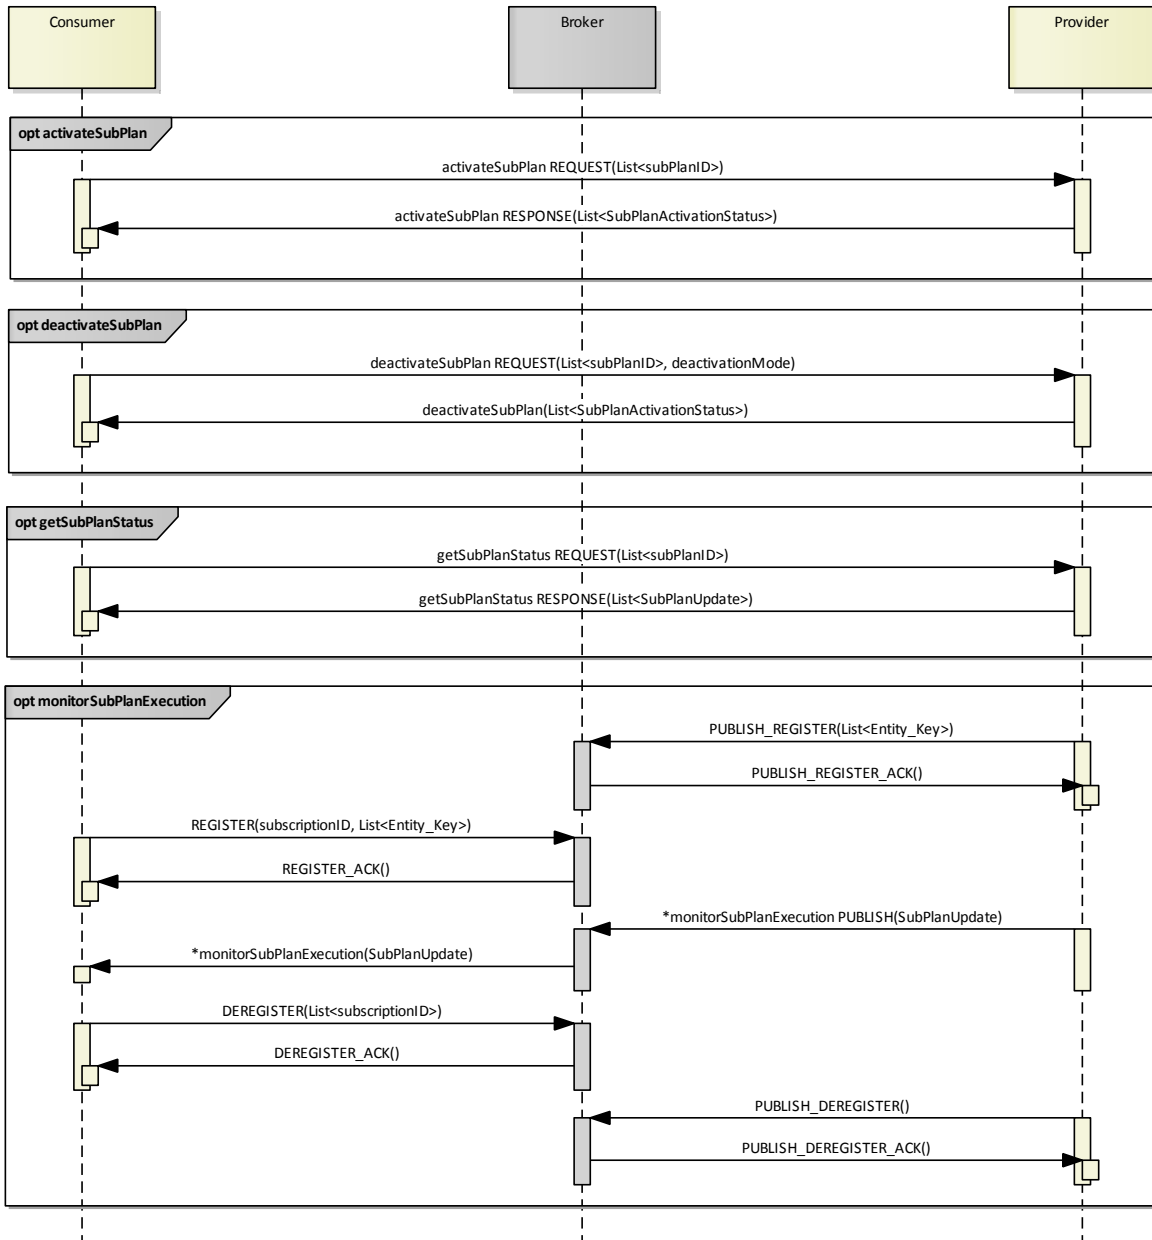 Consumer
Broker
Provider
opt activateSubPlan
activateSubPlan REQUEST(List<subPlanID>)
activateSubPlan RESPONSE(List<SubPlanActivationStatus>)
opt deactivateSubPlan
deactivateSubPlan REQUEST(List<subPlanID>, deactivationMode)
deactivateSubPlan(List<SubPlanActivationStatus>)
opt getSubPlanStatus
getSubPlanStatus REQUEST(List<subPlanID>)
getSubPlanStatus RESPONSE(List<SubPlanUpdate>)
opt monitorSubPlanExecution
PUBLISH_REGISTER(List<Entity_Key>)
PUBLISH_REGISTER_ACK()
REGISTER(subscriptionID, List<Entity_Key>)
REGISTER_ACK()
*monitorSubPlanExecution PUBLISH(SubPlanUpdate)
*monitorSubPlanExecution(SubPlanUpdate)
DEREGISTER(List<subscriptionID>)
DEREGISTER_ACK()
PUBLISH_DEREGISTER()
PUBLISH_DEREGISTER_ACK()